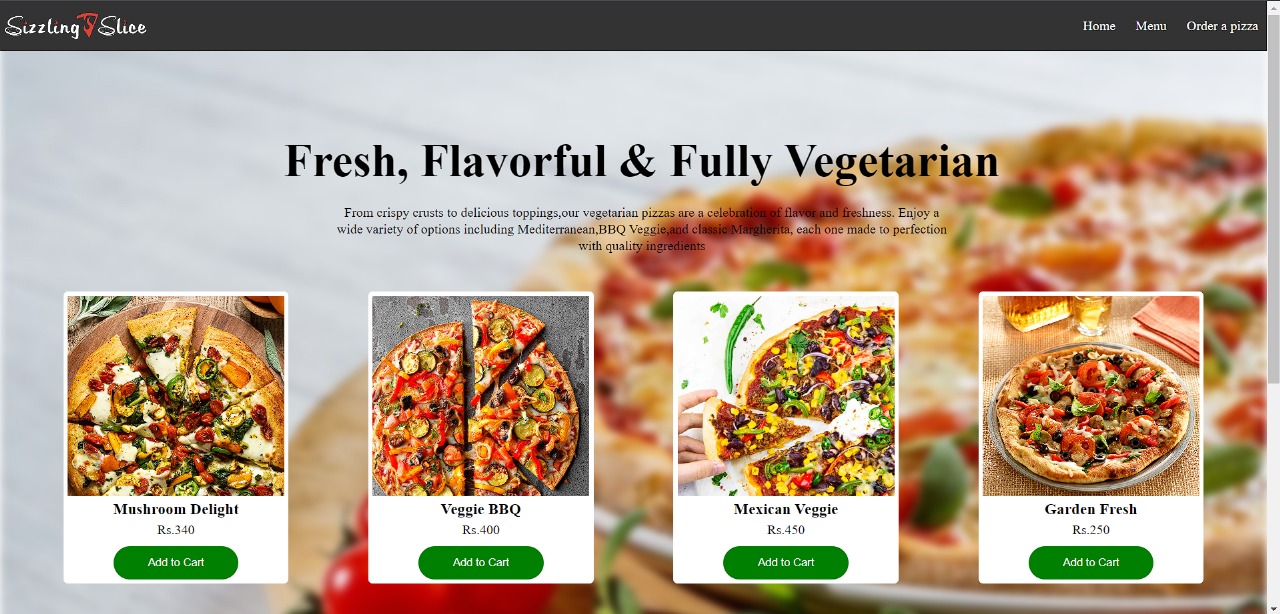 Sizzling Slice
Home Menu Order a pizza
Fresh, Flavorful & Fully Vegetarian
From crispy crusts to delicious toppings,our vegetarian pizzas are a celebration of flavor and freshness. Enjoy a
wide variety of options including Mediterranean,BBQ Veggie,and classic Margherita, each one made to perfection
with quality ingredients
Mushroom Delight
Rs.340
Add to Cart
Veggie BBQ
Rs.400
Add to Cart
Mexican Veggie
Rs.450
Add to Cart
Garden Fresh
Rs.250
Add to Cart